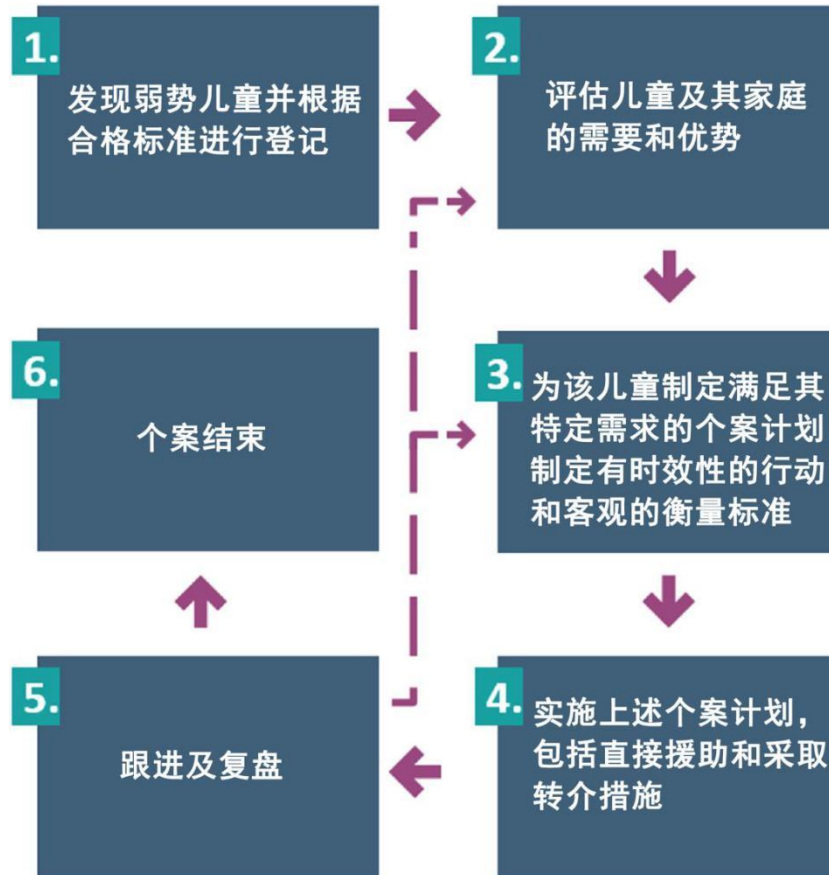 1.
发现弱势儿童并根据
合格标准进行登记
2.
评估儿童及其家庭
的需要和优势
3.
为该儿童制定满足其
特定需求的个案计划
制定有时效性的行动
和客观的衡量标准
4.
实施上述个案计划，
包括直接援助和采取
转介措施
5.
跟进及复盘
6.
个案结束